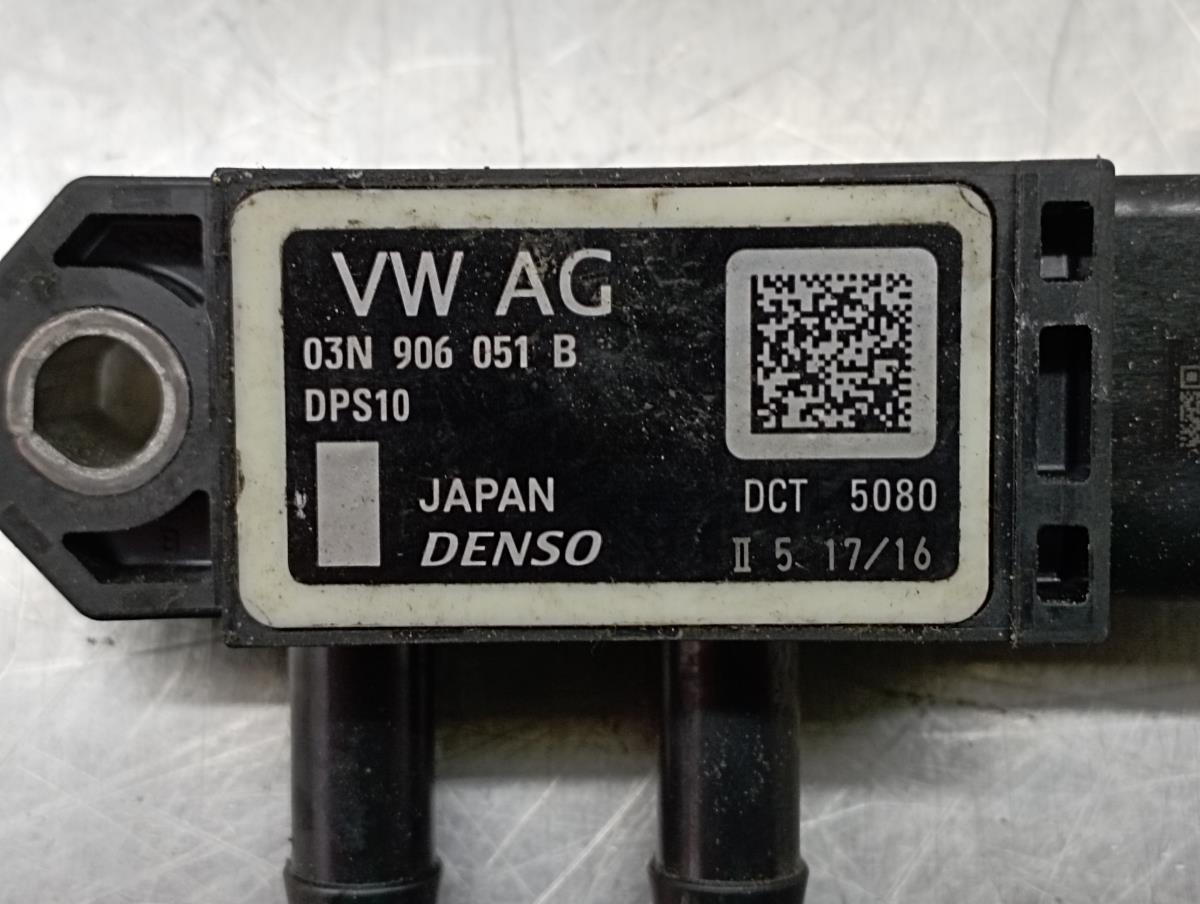 VW AG
03N 906 051 B
DPS10
JAPAN
DENSO
DCT 5080
II 5 17/16